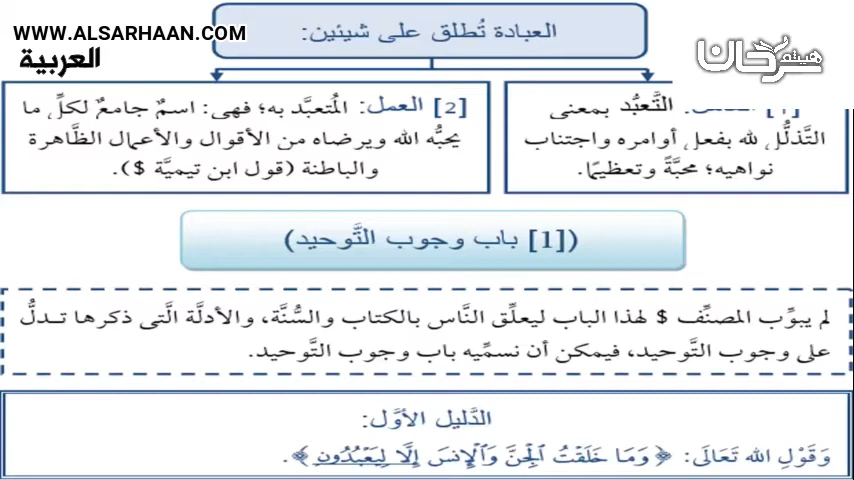 WWW.ALSARHAAN.COM
العربية
هيثم
سرحان
العبادة تُطلق على شيئين:
التَّعبُّد بمعنى
التَّذلُّل لله بفعل أوامره واجتناب
نواهيه؛ محبَّةً وتعظيمًا.
[2] العمل: المُتعبَّد به؛ فهي: اسمٌ جامعٌ لكلِّ ما
يحبُّه الله ويرضاه من الأقوال والأعمال الظَّاهرة
والباطنة (قول ابن تيميَّة $).
([1] باب وجوب التَّوحيد)
لم يبوِّب المصنِّف $ لهذا الباب ليعلِّق النَّاس بالكتاب والسُّنَّة، والأدلَّة الَّتي ذكرها تـدلُّ
على وجوب التَّوحيد، فيمكن أن نسمِّيه باب وجوب التَّوحيد.
الدَّليل الأوَّل:
وَقَوْلِ اللهِ تَعَالَى: ﴿وَمَا خَلَقْتُ ٱلْجِنَّ وَٱلْإِنسَ إِلَّا لِيَعْبُدُونِ﴾.